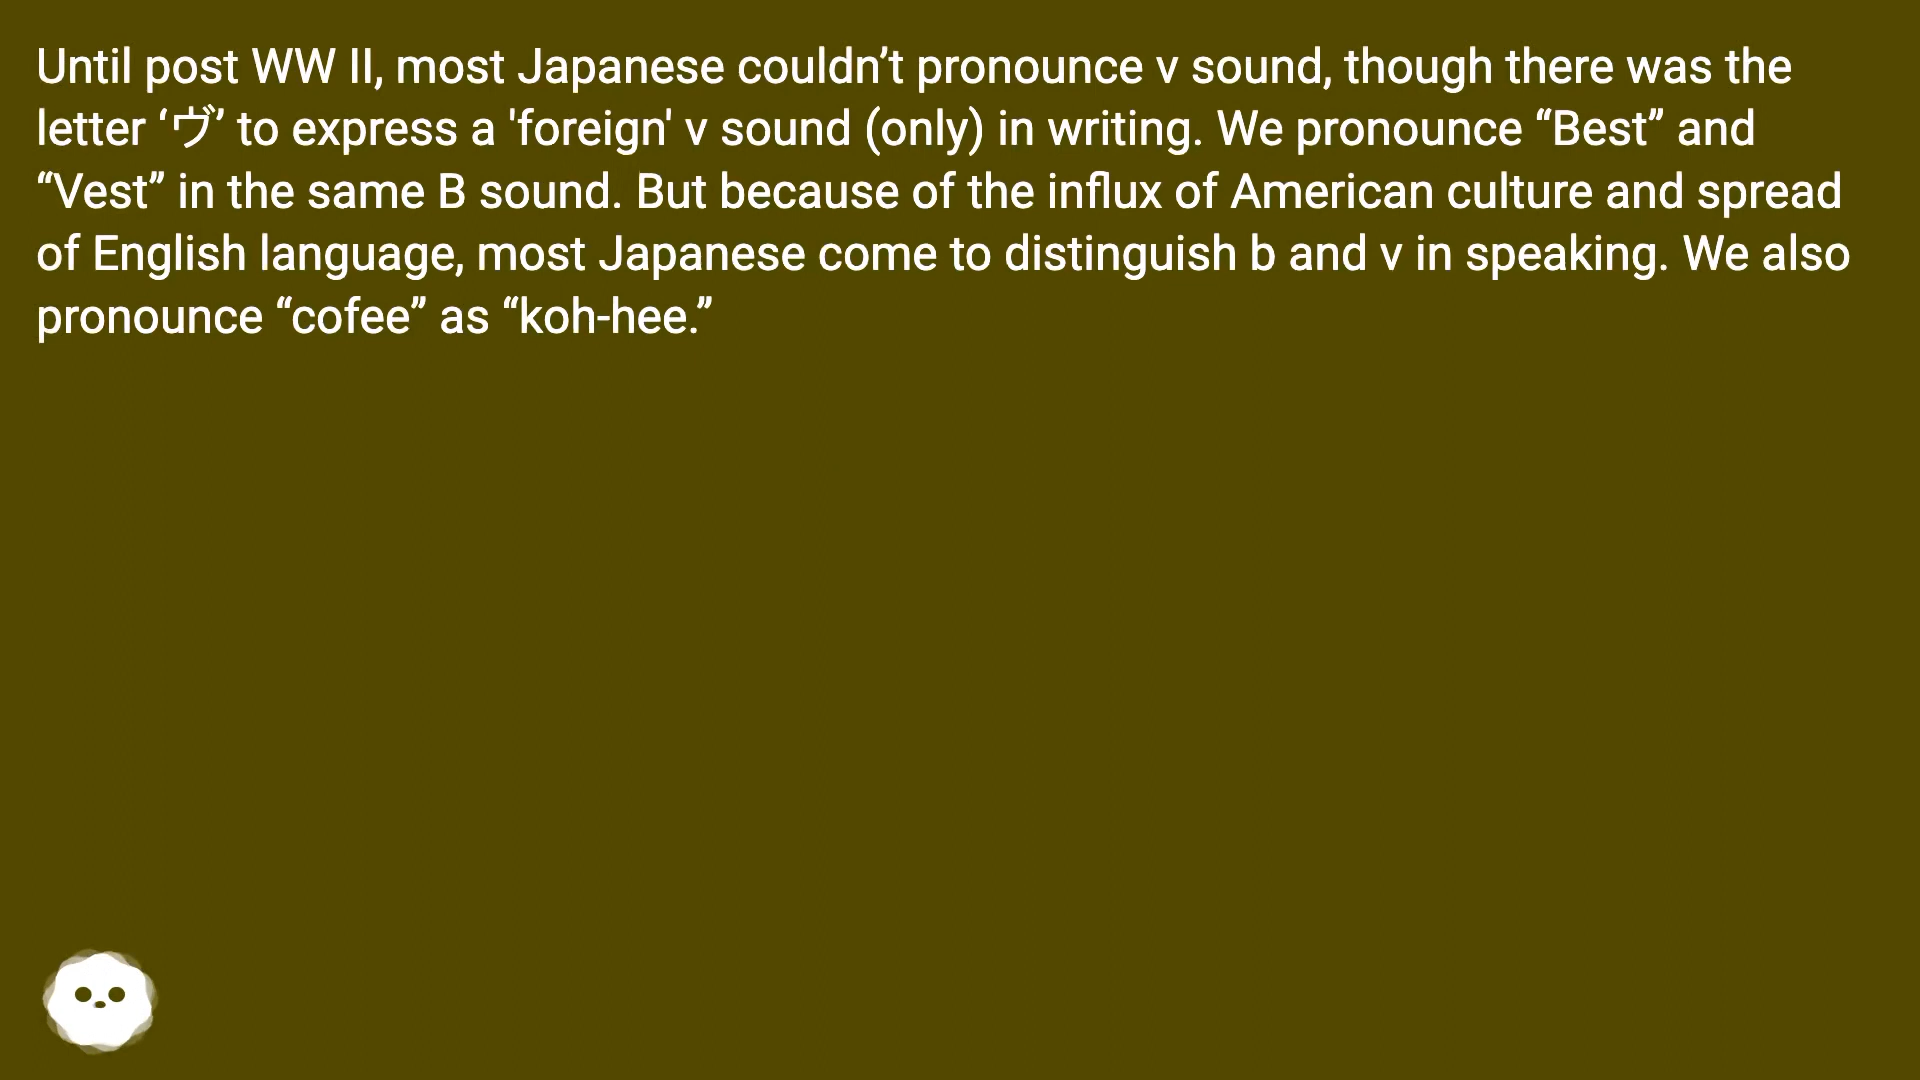 Until post WW II, most Japanese couldn’t pronounce v sound, though there was the
letter ‘ヴ’ to express a 'foreign' v sound (only) in writing. We pronounce “Best” and
“Vest” in the same B sound. But because of the influx of American culture and spread
of English language, most Japanese come to distinguish b and v in speaking. We also
pronounce “cofee” as “koh-hee.”